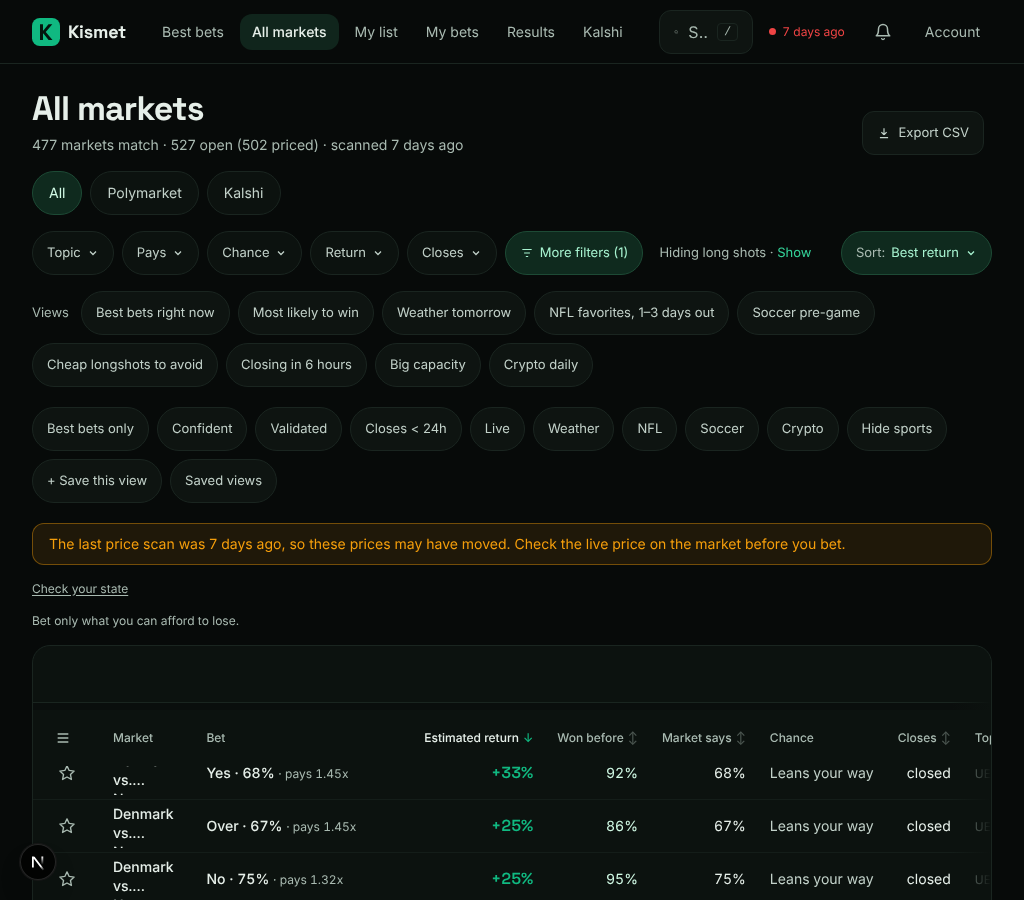 Kismet Best bets All markets My list My bets Results Kalshi S.. / 7 days ago Account
All markets
477 markets match · 527 open (502 priced) · scanned 7 days ago
Export CSV
All Polymarket Kalshi
Topic Pays Chance Return Closes More filters (1) Hiding long shots · Show Sort: Best return
Views Best bets right now Most likely to win Weather tomorrow NFL favorites, 1–3 days out Soccer pre-game
Cheap longshots to avoid Closing in 6 hours Big capacity Crypto daily
Best bets only Confident Validated Closes < 24h Live Weather NFL Soccer Crypto Hide sports
+ Save this view Saved views
The last price scan was 7 days ago, so these prices may have moved. Check the live price on the market before you bet.
Check your state
Bet only what you can afford to lose.
Market Bet Estimated return ↓ Won before Market says Chance Closes
vs.... Yes · 68% · pays 1.45x +33% 92% 68% Leans your way closed
Denmark
vs.... Over · 67% · pays 1.45x +25% 86% 67% Leans your way closed
Denmark
vs.... No · 75% · pays 1.32x +25% 95% 75% Leans your way closed